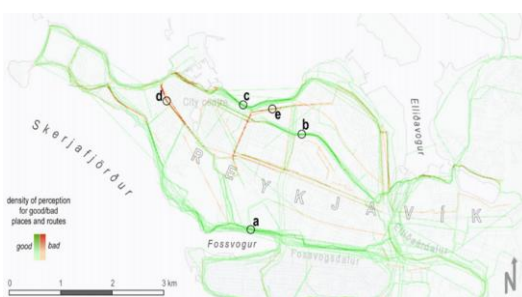 d
City centre
c
e
b
Elliðavogur
Skerjafjörður
REYKJAVÍK
density of perception
for good/bad
places and routes
good
bad
a
Fossvogur
Fossvogsdalur
0
1
2
3 km
N